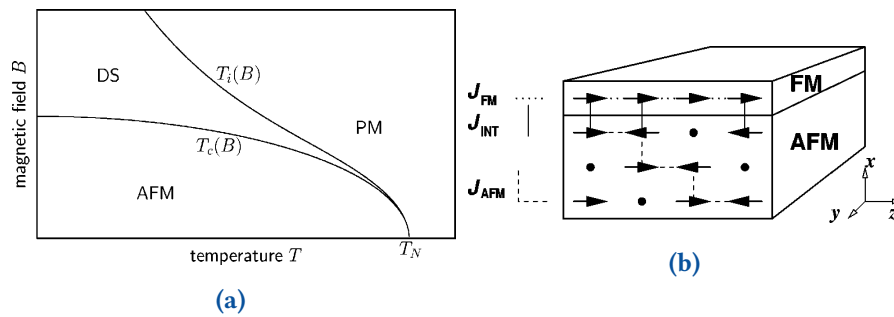 magnetic field B
DS
T_i(B)
T_c(B)
PM
AFM
temperature T
T_N
(a)
J_FM
J_INT
J_AFM
FM
AFM
x
y
z
(b)